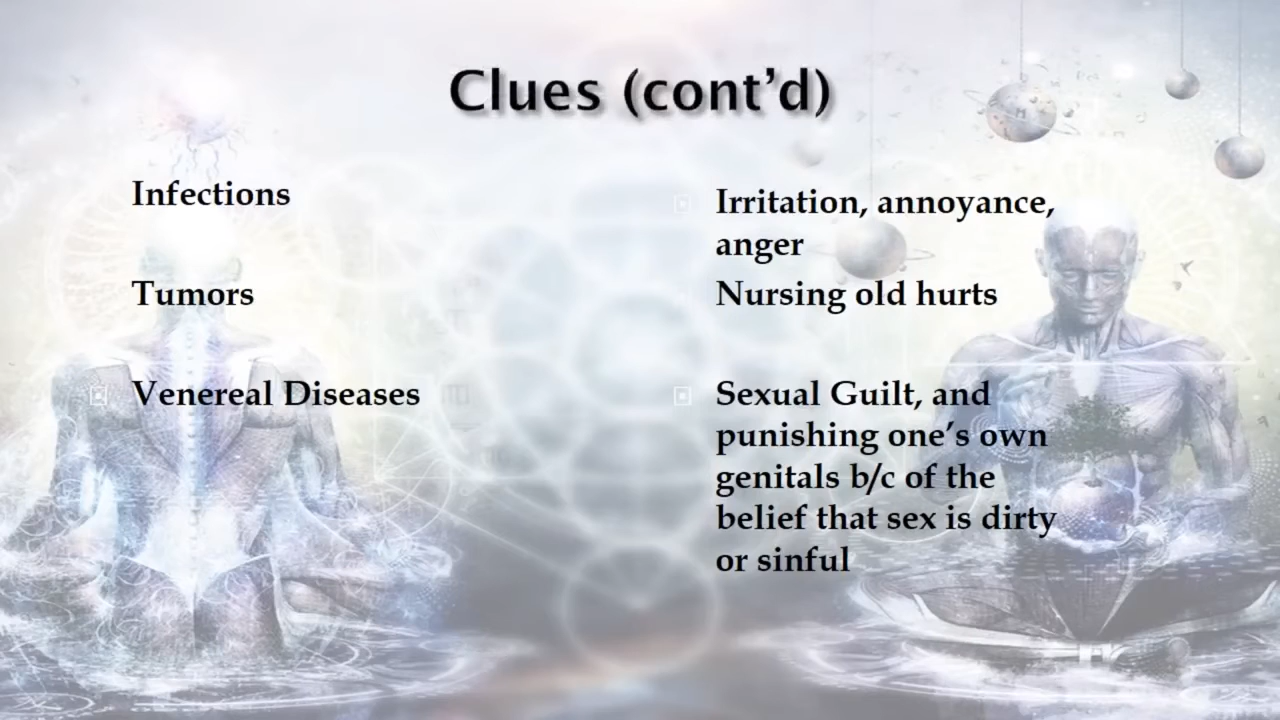 Clues (cont’d)
Infections
Tumors
Venereal Diseases
Irritation, annoyance,
anger
Nursing old hurts
Sexual Guilt, and
punishing one’s own
genitals b/c of the
belief that sex is dirty
or sinful